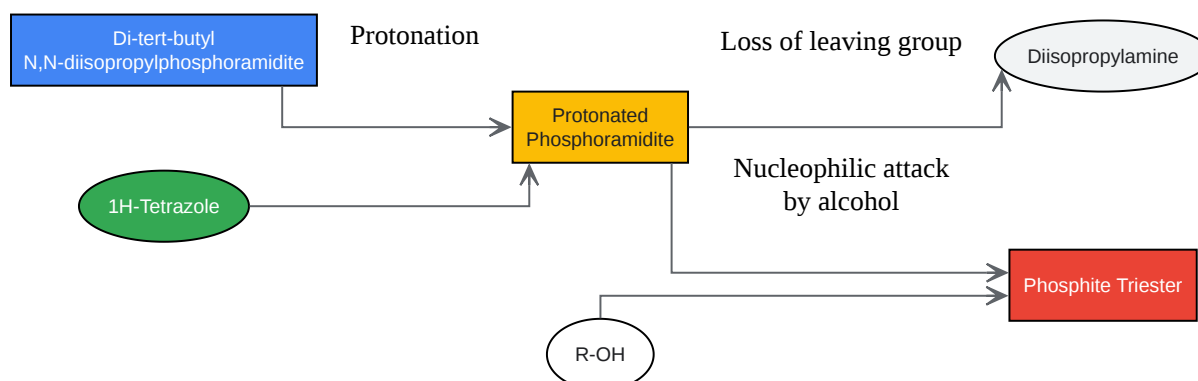 Di-tert-butyl
N,N-diisopropylphosphoramidite
Protonation
Loss of leaving group
Diisopropylamine
Protonated
Phosphoramidite
Nucleophilic attack
by alcohol
1H-Tetrazole
Phosphite Triester
R-OH